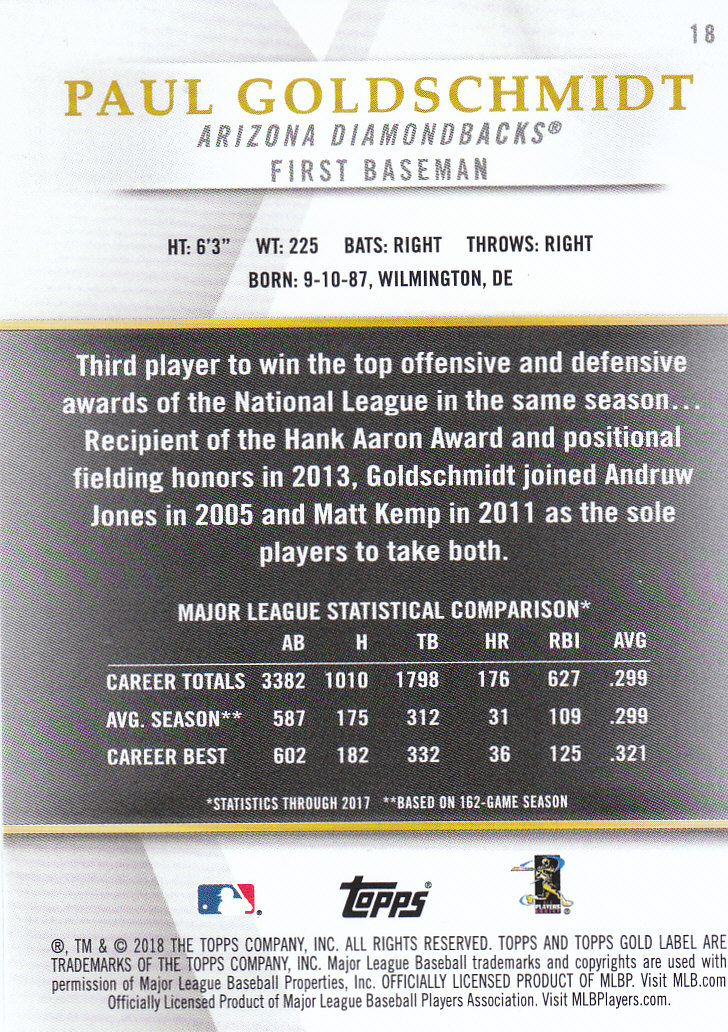 18
PAUL GOLDSCHMIDT
ARIZONA DIAMONDBACKS®
FIRST BASEMAN
HT: 6'3" WT: 225 BATS: RIGHT THROWS: RIGHT
BORN: 9-10-87, WILMINGTON, DE
Third player to win the top offensive and defensive
awards of the National League in the same season...
Recipient of the Hank Aaron Award and positional
fielding honors in 2013, Goldschmidt joined Andruw
Jones in 2005 and Matt Kemp in 2011 as the sole
players to take both.
MAJOR LEAGUE STATISTICAL COMPARISON*
AB H TB HR RBI AVG
CAREER TOTALS 3382 1010 1798 176 627 .299
AVG. SEASON** 587 175 312 31 109 .299
CAREER BEST 602 182 332 36 125 .321
*STATISTICS THROUGH 2017 **BASED ON 162-GAME SEASON
topps®
PLAYERS
CHOICE ®
®, TM & © 2018 THE TOPPS COMPANY, INC. ALL RIGHTS RESERVED. TOPPS AND TOPPS GOLD LABEL ARE
TRADEMARKS OF THE TOPPS COMPANY, INC. Major League Baseball trademarks and copyrights are used with
permission of Major League Baseball Properties, Inc. OFFICIALLY LICENSED PRODUCT OF MLBP. Visit MLB.com
Officially Licensed Product of Major League Baseball Players Association. Visit MLBPlayers.com.